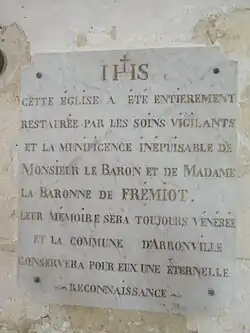 IHS
CETTE ÉGLISE A ÉTÉ ENTIEREMENT
RESTAURÉE PAR LES SOINS VIGILANTS
ET LA MUNIFICENCE INÉPUISABLE DE
MONSIEUR LE BARON ET DE MADAME
LA BARONNE DE FRÉMIOT.
LEUR MÉMOIRE SERA TOUJOURS VÉNÉRÉE
ET LA COMMUNE D'ARRONVILLE
CONSERVERA POUR EUX UNE ÉTERNELLE
RECONNAISSANCE